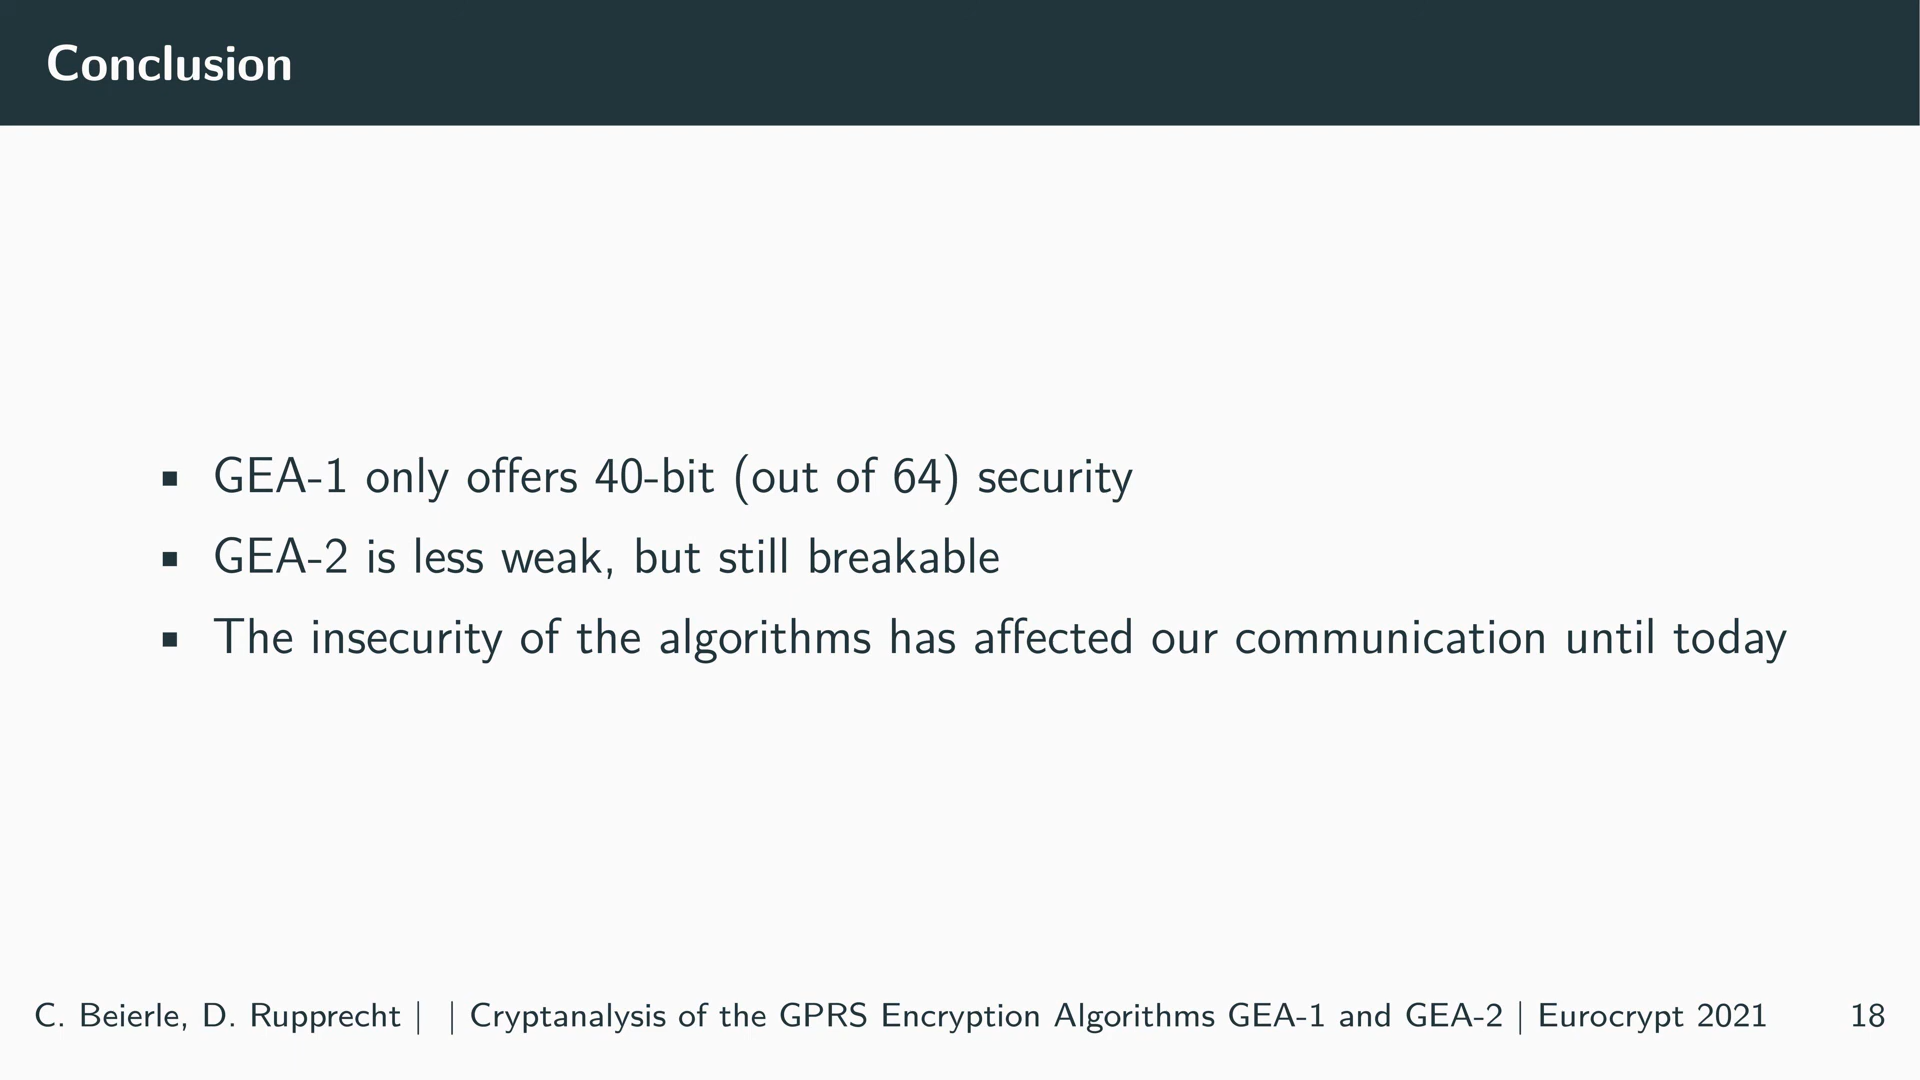 Conclusion
▪ GEA-1 only offers 40-bit (out of 64) security
▪ GEA-2 is less weak, but still breakable
▪ The insecurity of the algorithms has affected our communication until today
C. Beierle, D. Rupprecht | | Cryptanalysis of the GPRS Encryption Algorithms GEA-1 and GEA-2 | Eurocrypt 2021 18